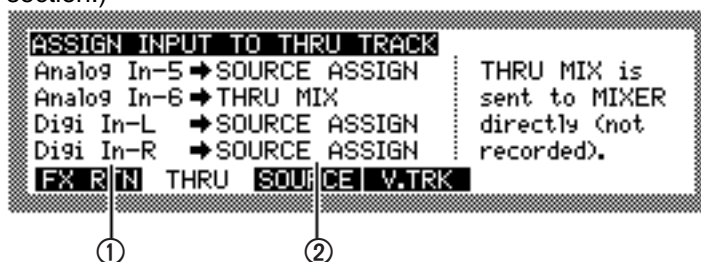 section.)
ASSIGN INPUT TO THRU TRACK
Analog In-5➡SOURCE ASSIGN
Analog In-6➡THRU MIX
Digi In-L ➡SOURCE ASSIGN
Digi In-R ➡SOURCE ASSIGN
THRU MIX is
sent to MIXER
directly (not
recorded).
FX RTN THRU SOURCE V.TRK
① ②